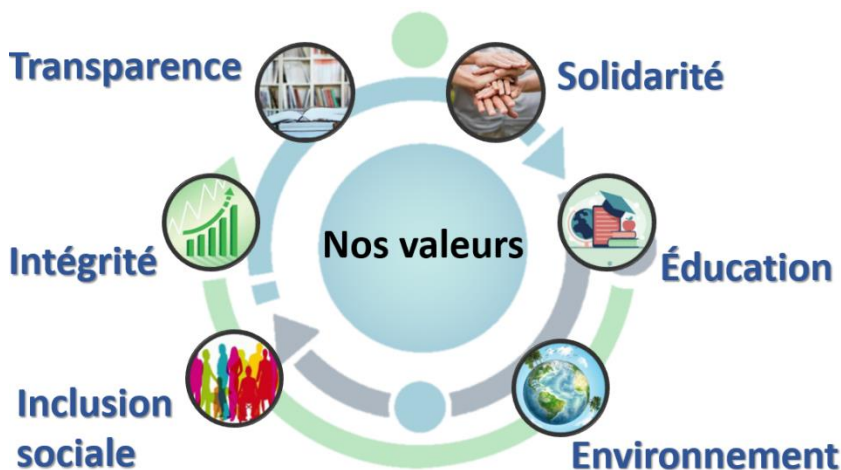 Transparence
Solidarité
Nos valeurs
Intégrité
Éducation
Inclusion
sociale
Environnement